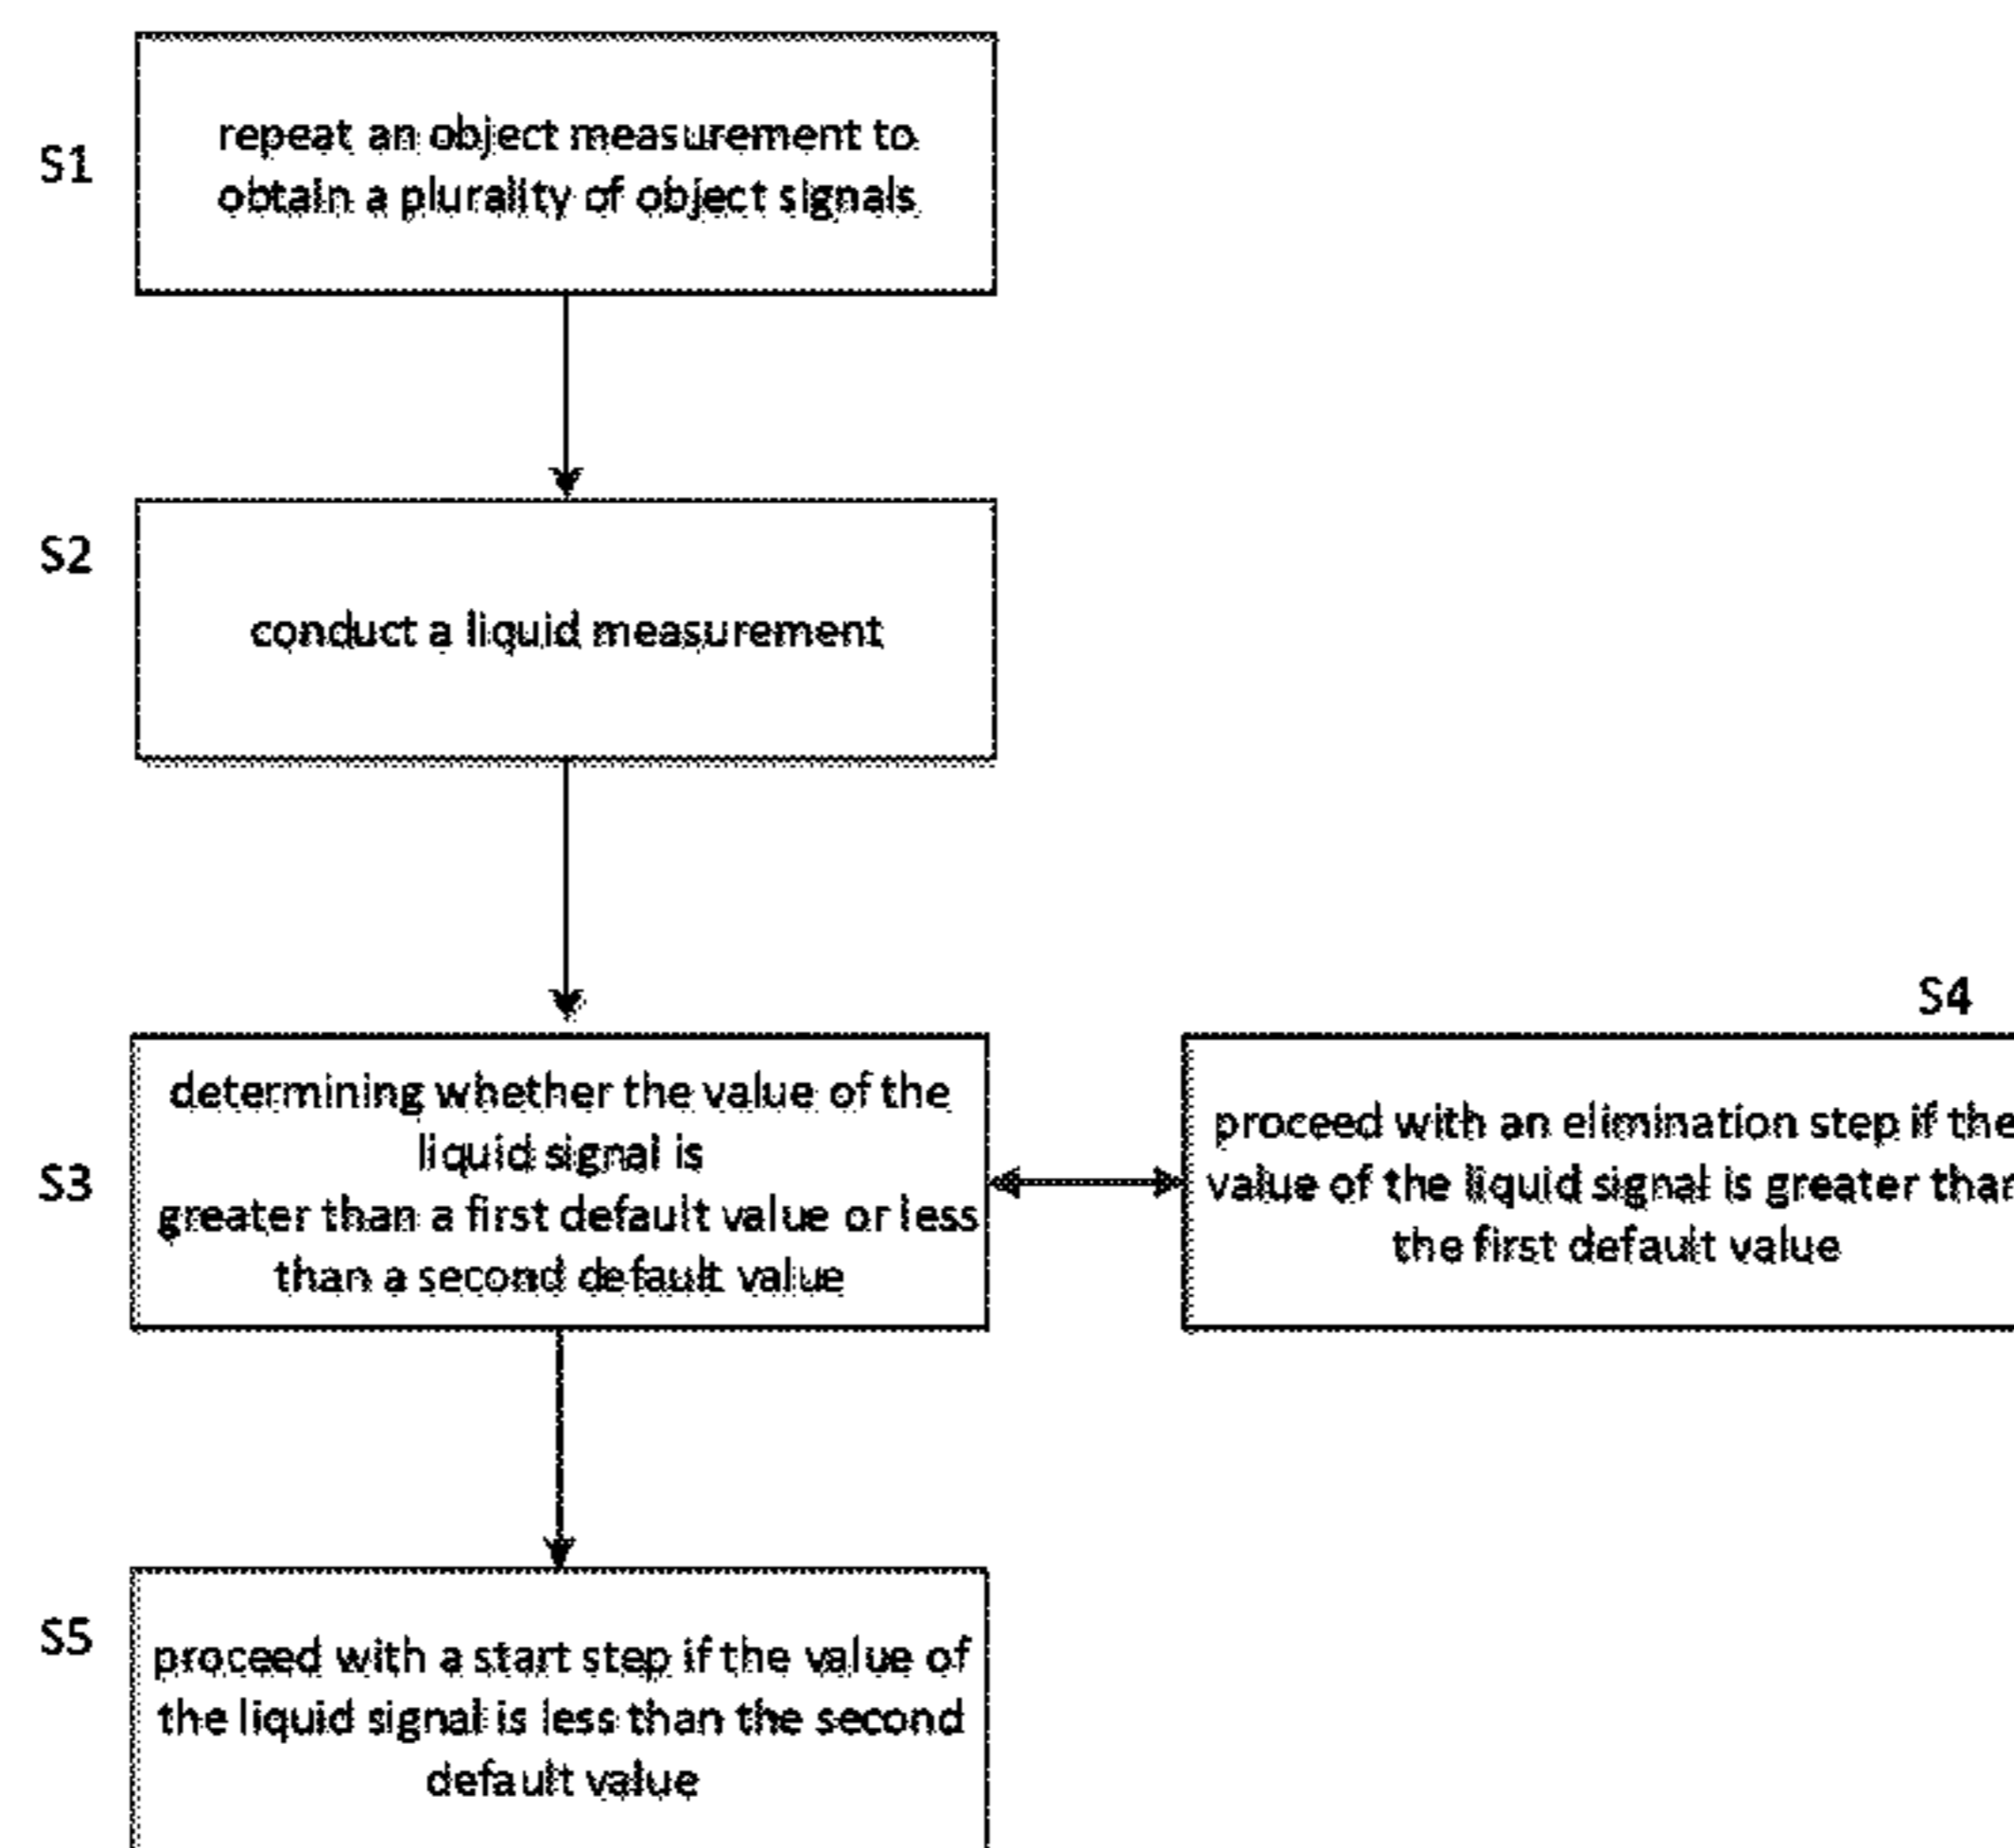 S1
repeat an object measurement to
obtain a plurality of object signals
S2
conduct a liquid measurement
S3
determining whether the value of the
liquid signal is
greater than a first default value or less
than a second default value
S4
proceed with an elimination step if the
value of the liquid signal is greater than
the first default value
S5
proceed with a start step if the value of
the liquid signal is less than the second
default value